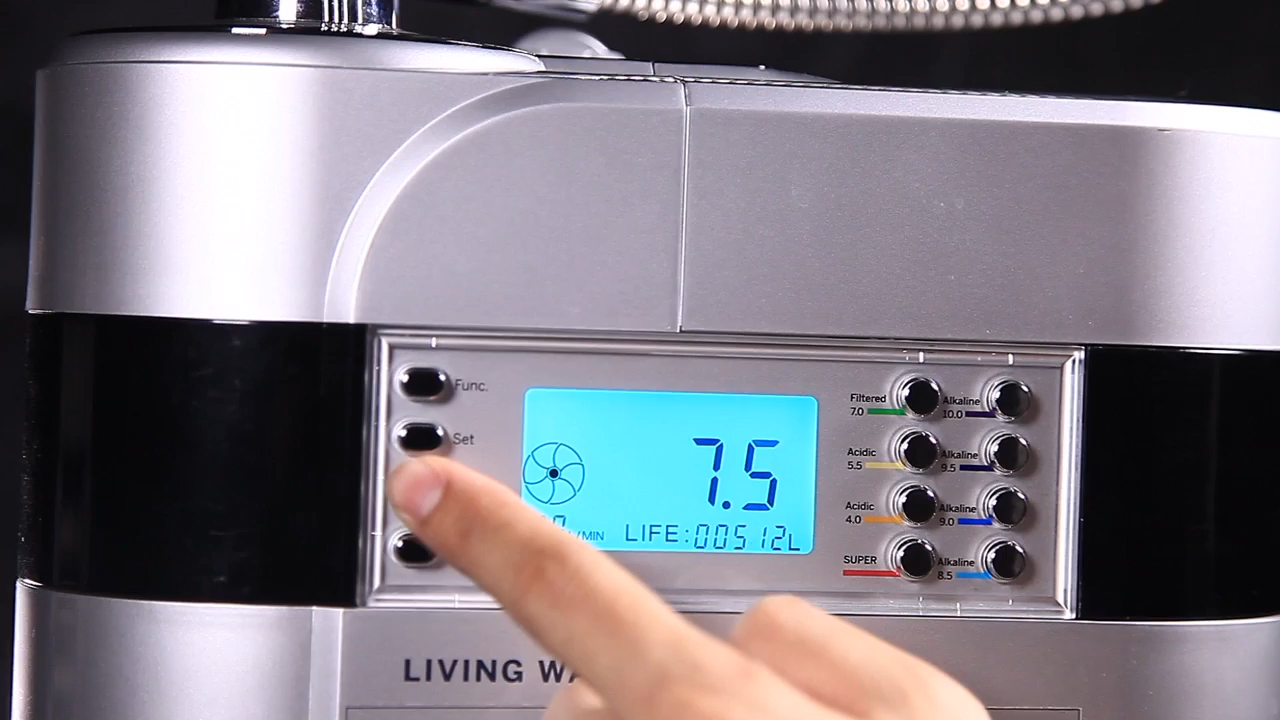 Func.
Set
7.5
/MIN
LIFE:00512L
Filtered
7.0
Alkaline
10.0
Acidic
5.5
Alkaline
9.5
Acidic
4.0
Alkaline
9.0
SUPER
Alkaline
8.5
LIVING